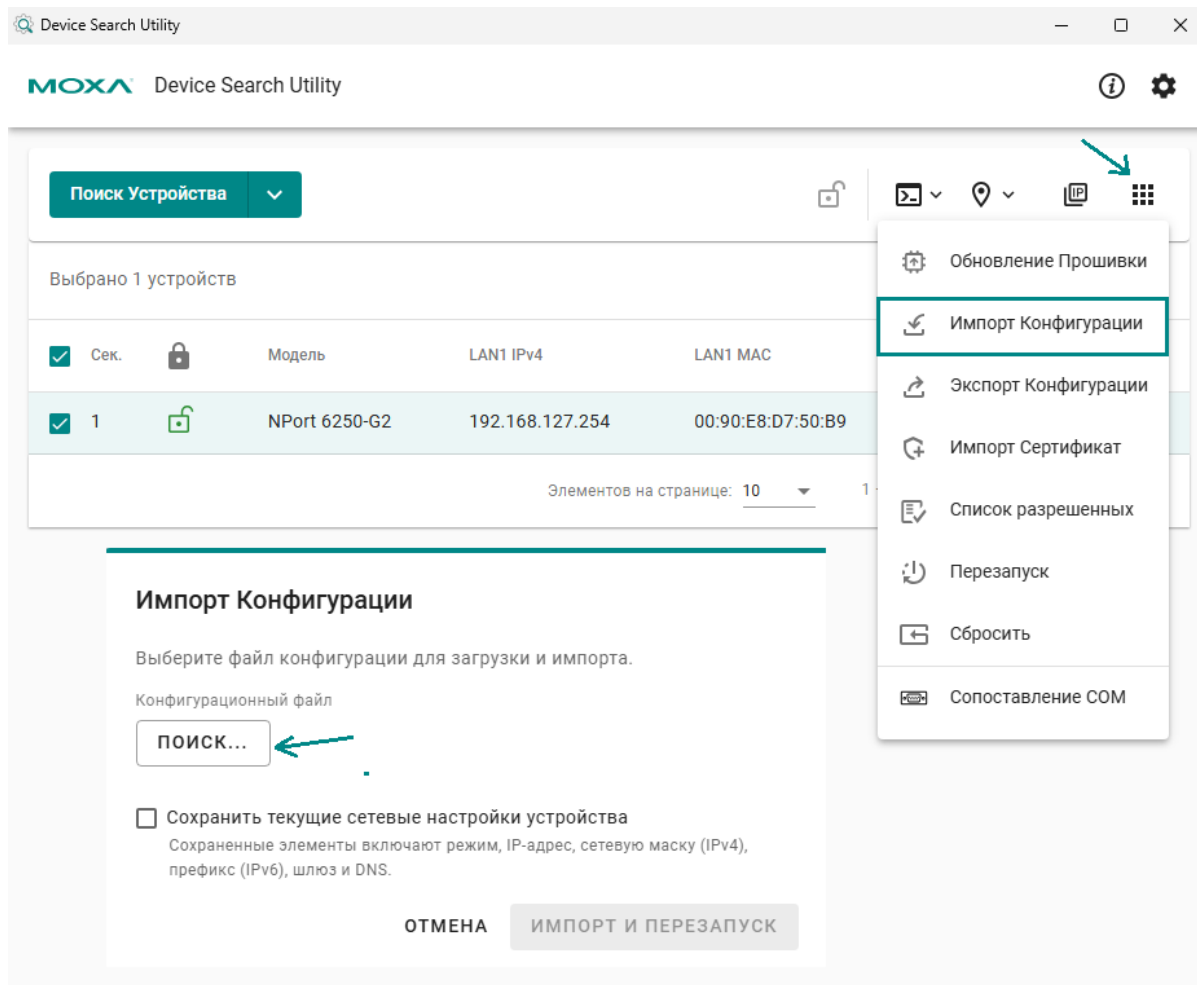 Device Search Utility
MOXA Device Search Utility
Поиск Устройства
IP
Выбрано 1 устройств
Сек. Модель LAN1 IPv4 LAN1 MAC
1 NPort 6250-G2 192.168.127.254 00:90:E8:D7:50:B9
Элементов на странице: 10 1
Обновление Прошивки
Импорт Конфигурации
Экспорт Конфигурации
Импорт Сертификат
Список разрешенных
Перезапуск
Сбросить
Сопоставление COM
Импорт Конфигурации
Выберите файл конфигурации для загрузки и импорта.
Конфигурационный файл
ПОИСК...
Сохранить текущие сетевые настройки устройства
Сохраненные элементы включают режим, IP-адрес, сетевую маску (IPv4),
префикс (IPv6), шлюз и DNS.
ОТМЕНА ИМПОРТ И ПЕРЕЗАПУСК